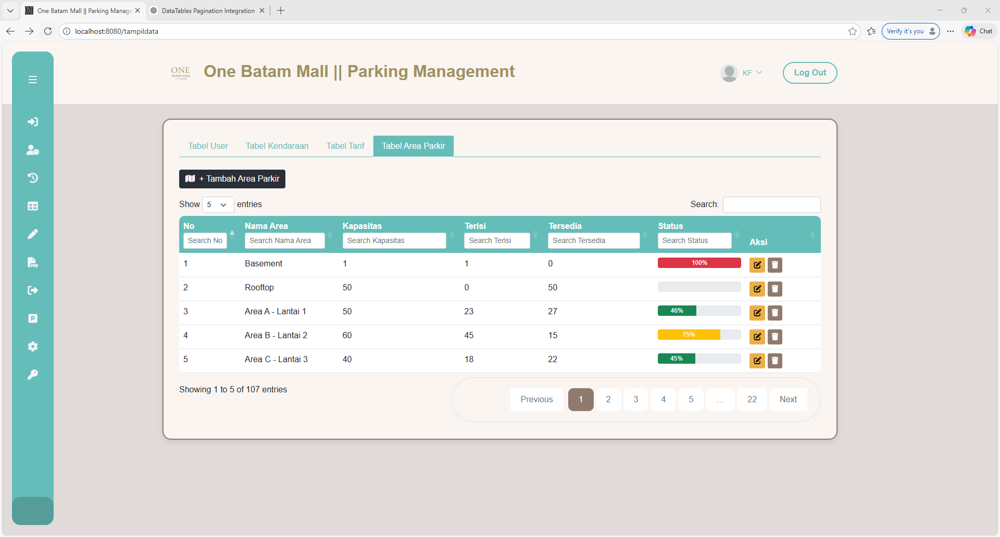 One Batam Mall || Parking Manage
DataTables Pagination Integration
localhost:8080/tampildata
Verify it's you
Chat
ONE
BATAM MALL
One Batam Mall || Parking Management
KF
Log Out
Tabel User
Tabel Kendaraan
Tabel Tarif
Tabel Area Parkir
+ Tambah Area Parkir
Show 5 entries
Search:
No Nama Area Kapasitas Terisi Tersedia Status
Search No Search Nama Area Search Kapasitas Search Terisi Search Tersedia Search Status Aksi
1 Basement 1 1 0 100%
2 Rooftop 50 0 50
3 Area A - Lantai 1 50 23 27 46%
4 Area B - Lantai 2 60 45 15 75%
5 Area C - Lantai 3 40 18 22 45%
Showing 1 to 5 of 107 entries
Previous 1 2 3 4 5 ... 22 Next
PNG
P